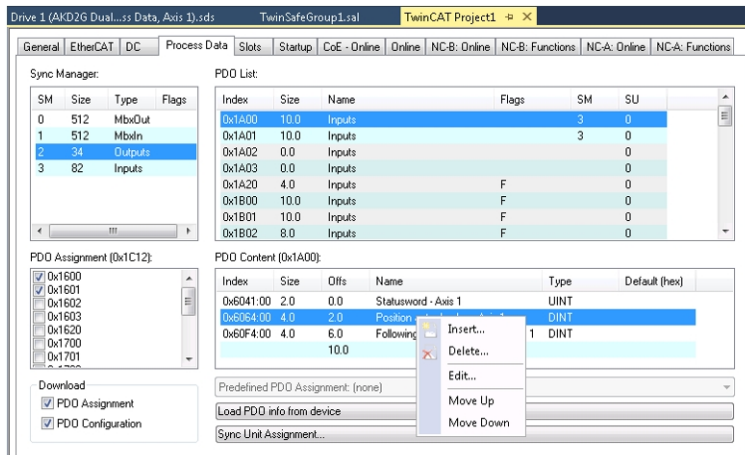 Drive 1 (AKD2G Dual...ss Data, Axis 1).sds TwinSafeGroup1.sal TwinCAT Project1
General EtherCAT DC Process Data Slots Startup CoE - Online Online NC-B: Online NC-B: Functions NC-A: Online NC-A: Functions
Sync Manager: PDO List:
SM Size Type Flags Index Size Name Flags SM SU
0 512 MbxOut 0x1A00 10.0 Inputs 3 0
1 512 MbxIn 0x1A01 10.0 Inputs 3 0
2 34 Outputs 0x1A02 0.0 Inputs 0
3 82 Inputs 0x1A03 0.0 Inputs 0
0x1A20 4.0 Inputs F 0
0x1B00 10.0 Inputs F 0
0x1B01 10.0 Inputs F 0
0x1B02 8.0 Inputs F 0
PDO Assignment (0x1C12): PDO Content (0x1A00):
0x1600 Index Size Offs Name Type Default (hex)
0x1601 0x6041:00 2.0 0.0 Statusword - Axis 1 UINT
0x1602
0x1603 0x6064:00 4.0 2.0 Position DINT
0x1620 0x60F4:00 4.0 6.0 Following 1 DINT
0x1700 10.0
0x1701
Insert...
Delete...
Edit...
Move Up
Move Down
Download Predefined PDO Assignment: (none)
PDO Assignment Load PDO info from device
PDO Configuration Sync Unit Assignment...